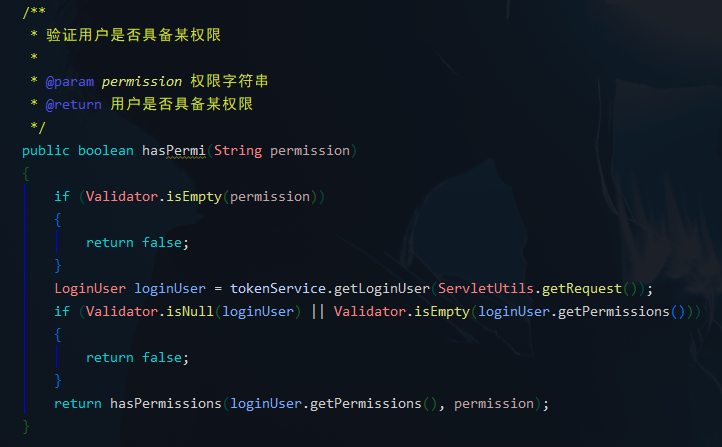 /**
 * 验证用户是否具备某权限
 *
 * @param permission 权限字符串
 * @return 用户是否具备某权限
 */
public boolean hasPermi(String permission)
{
    if (Validator.isEmpty(permission))
    {
        return false;
    }
    LoginUser loginUser = tokenService.getLoginUser(ServletUtils.getRequest());
    if (Validator.isNull(loginUser) || Validator.isEmpty(loginUser.getPermissions()))
    {
        return false;
    }
    return hasPermissions(loginUser.getPermissions(), permission);
}